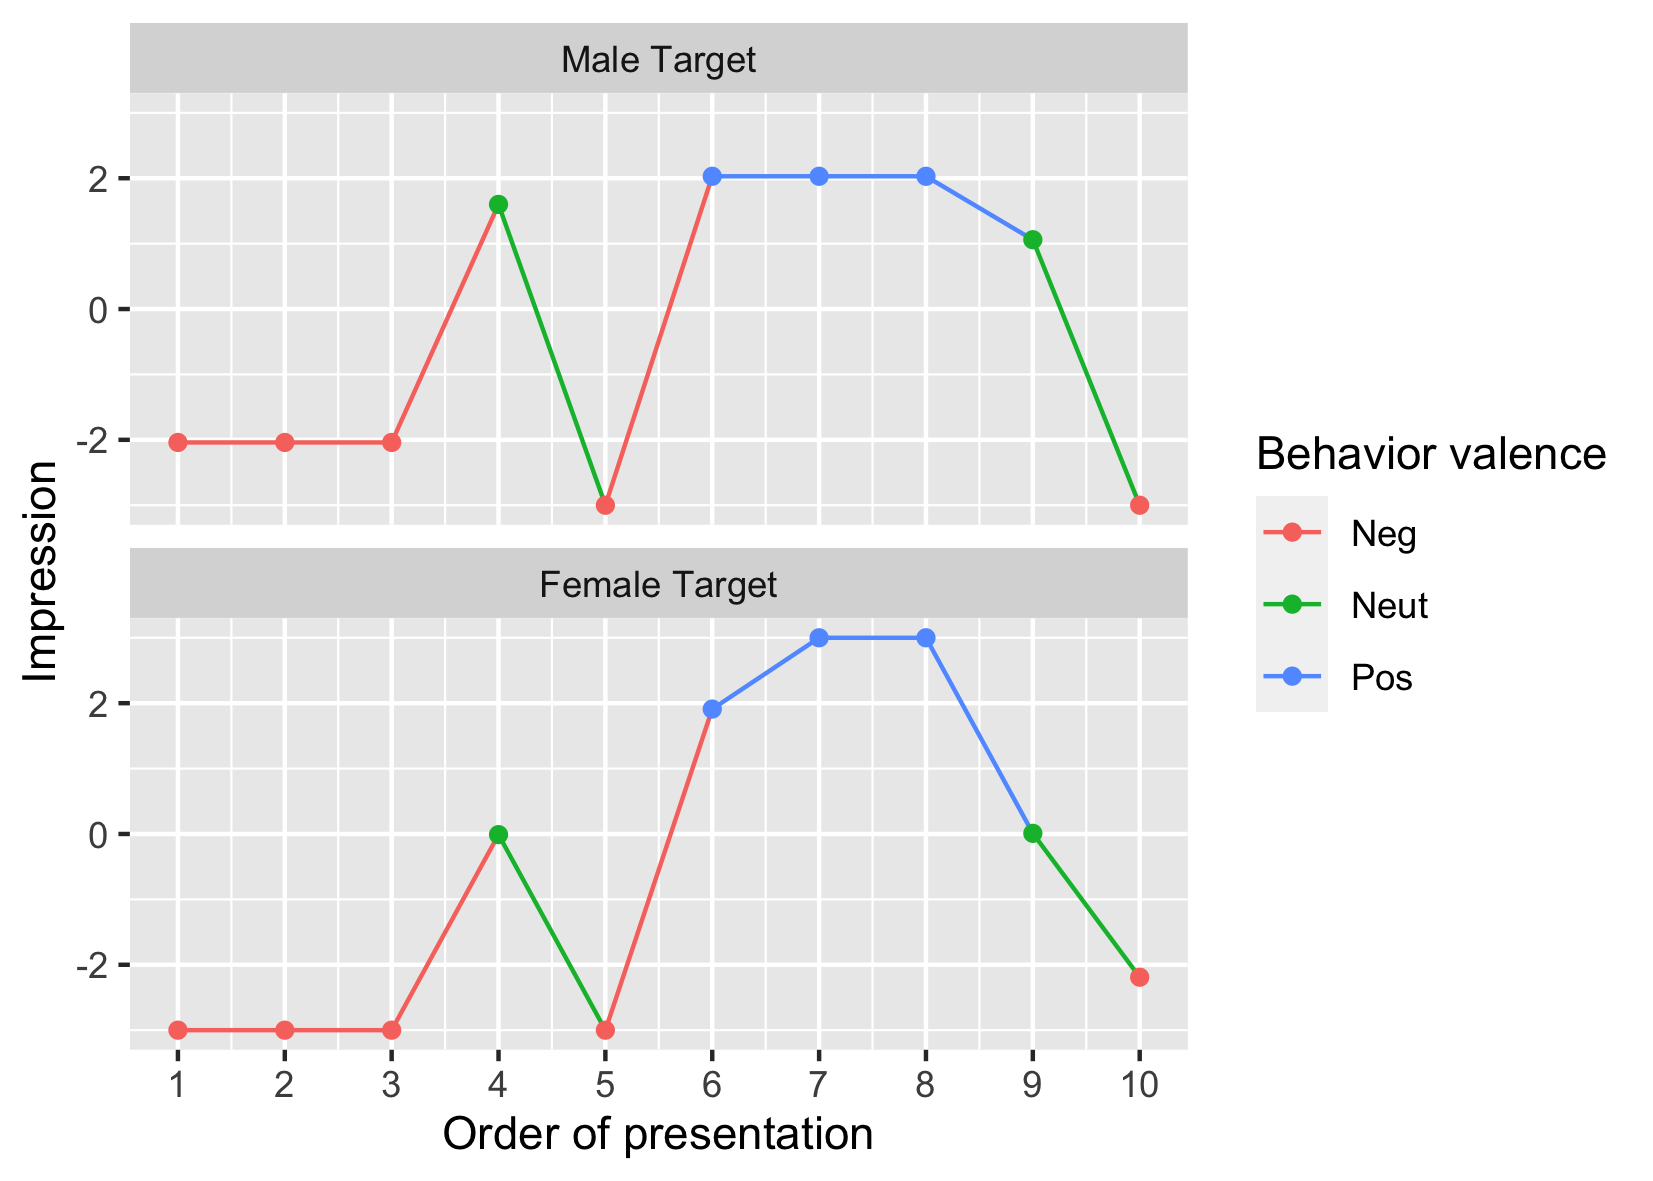 Male Target
2
0
-2
Impression
Female Target
2
0
-2
1 2 3 4 5 6 7 8 9 10
Order of presentation
Behavior valence
Neg
Neut
Pos